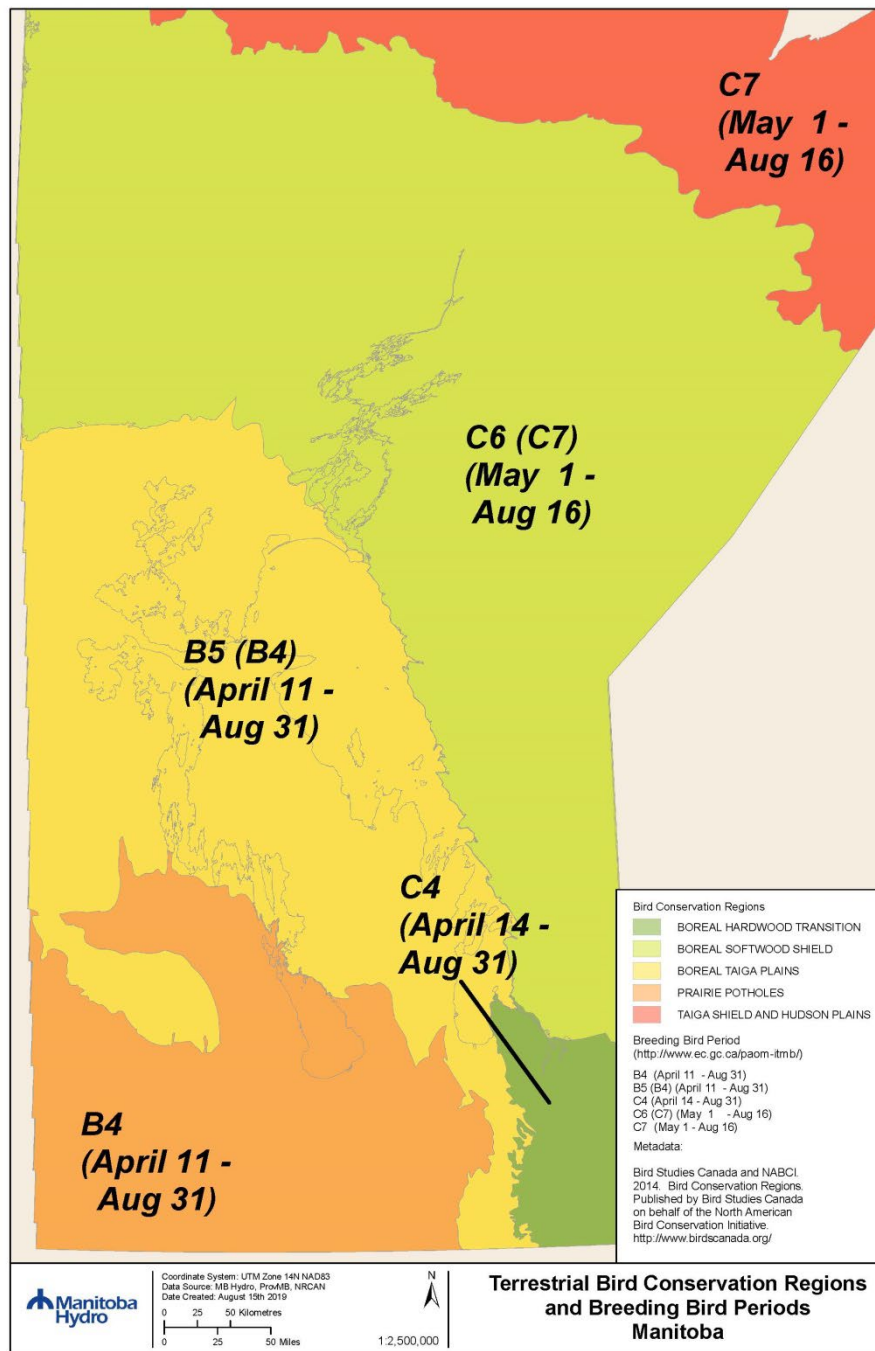 C7
(May 1 -
Aug 16)
C6 (C7)
(May 1 -
Aug 16)
B5 (B4)
(April 11 -
Aug 31)
C4
(April 14 -
Aug 31)
B4
(April 11 -
Aug 31)
Bird Conservation Regions
BOREAL HARDWOOD TRANSITION
BOREAL SOFTWOOD SHIELD
BOREAL TAIGA PLAINS
PRAIRIE POTHOLES
TAIGA SHIELD AND HUDSON PLAINS
Breeding Bird Period
(http://www.ec.gc.ca/paom-itmb/)
B4 (April 11 - Aug 31)
B5 (B4) (April 11 - Aug 31)
C4 (April 14 - Aug 31)
C6 (C7) (May 1 - Aug 16)
C7 (May 1 - Aug 16)
Metadata:
Bird Studies Canada and NABCI.
2014. Bird Conservation Regions.
Published by Bird Studies Canada
on behalf of the North American
Bird Conservation Initiative.
http://www.birdscanada.org/
Manitoba
Hydro
Coordinate System: UTM Zone 14N NAD83
Data Source: MB Hydro, ProvMB, NRCAN
Date Created: August 15th 2019
0 25 50 Kilometres
0 25 50 Miles
N
1:2,500,000
Terrestrial Bird Conservation Regions
and Breeding Bird Periods
Manitoba